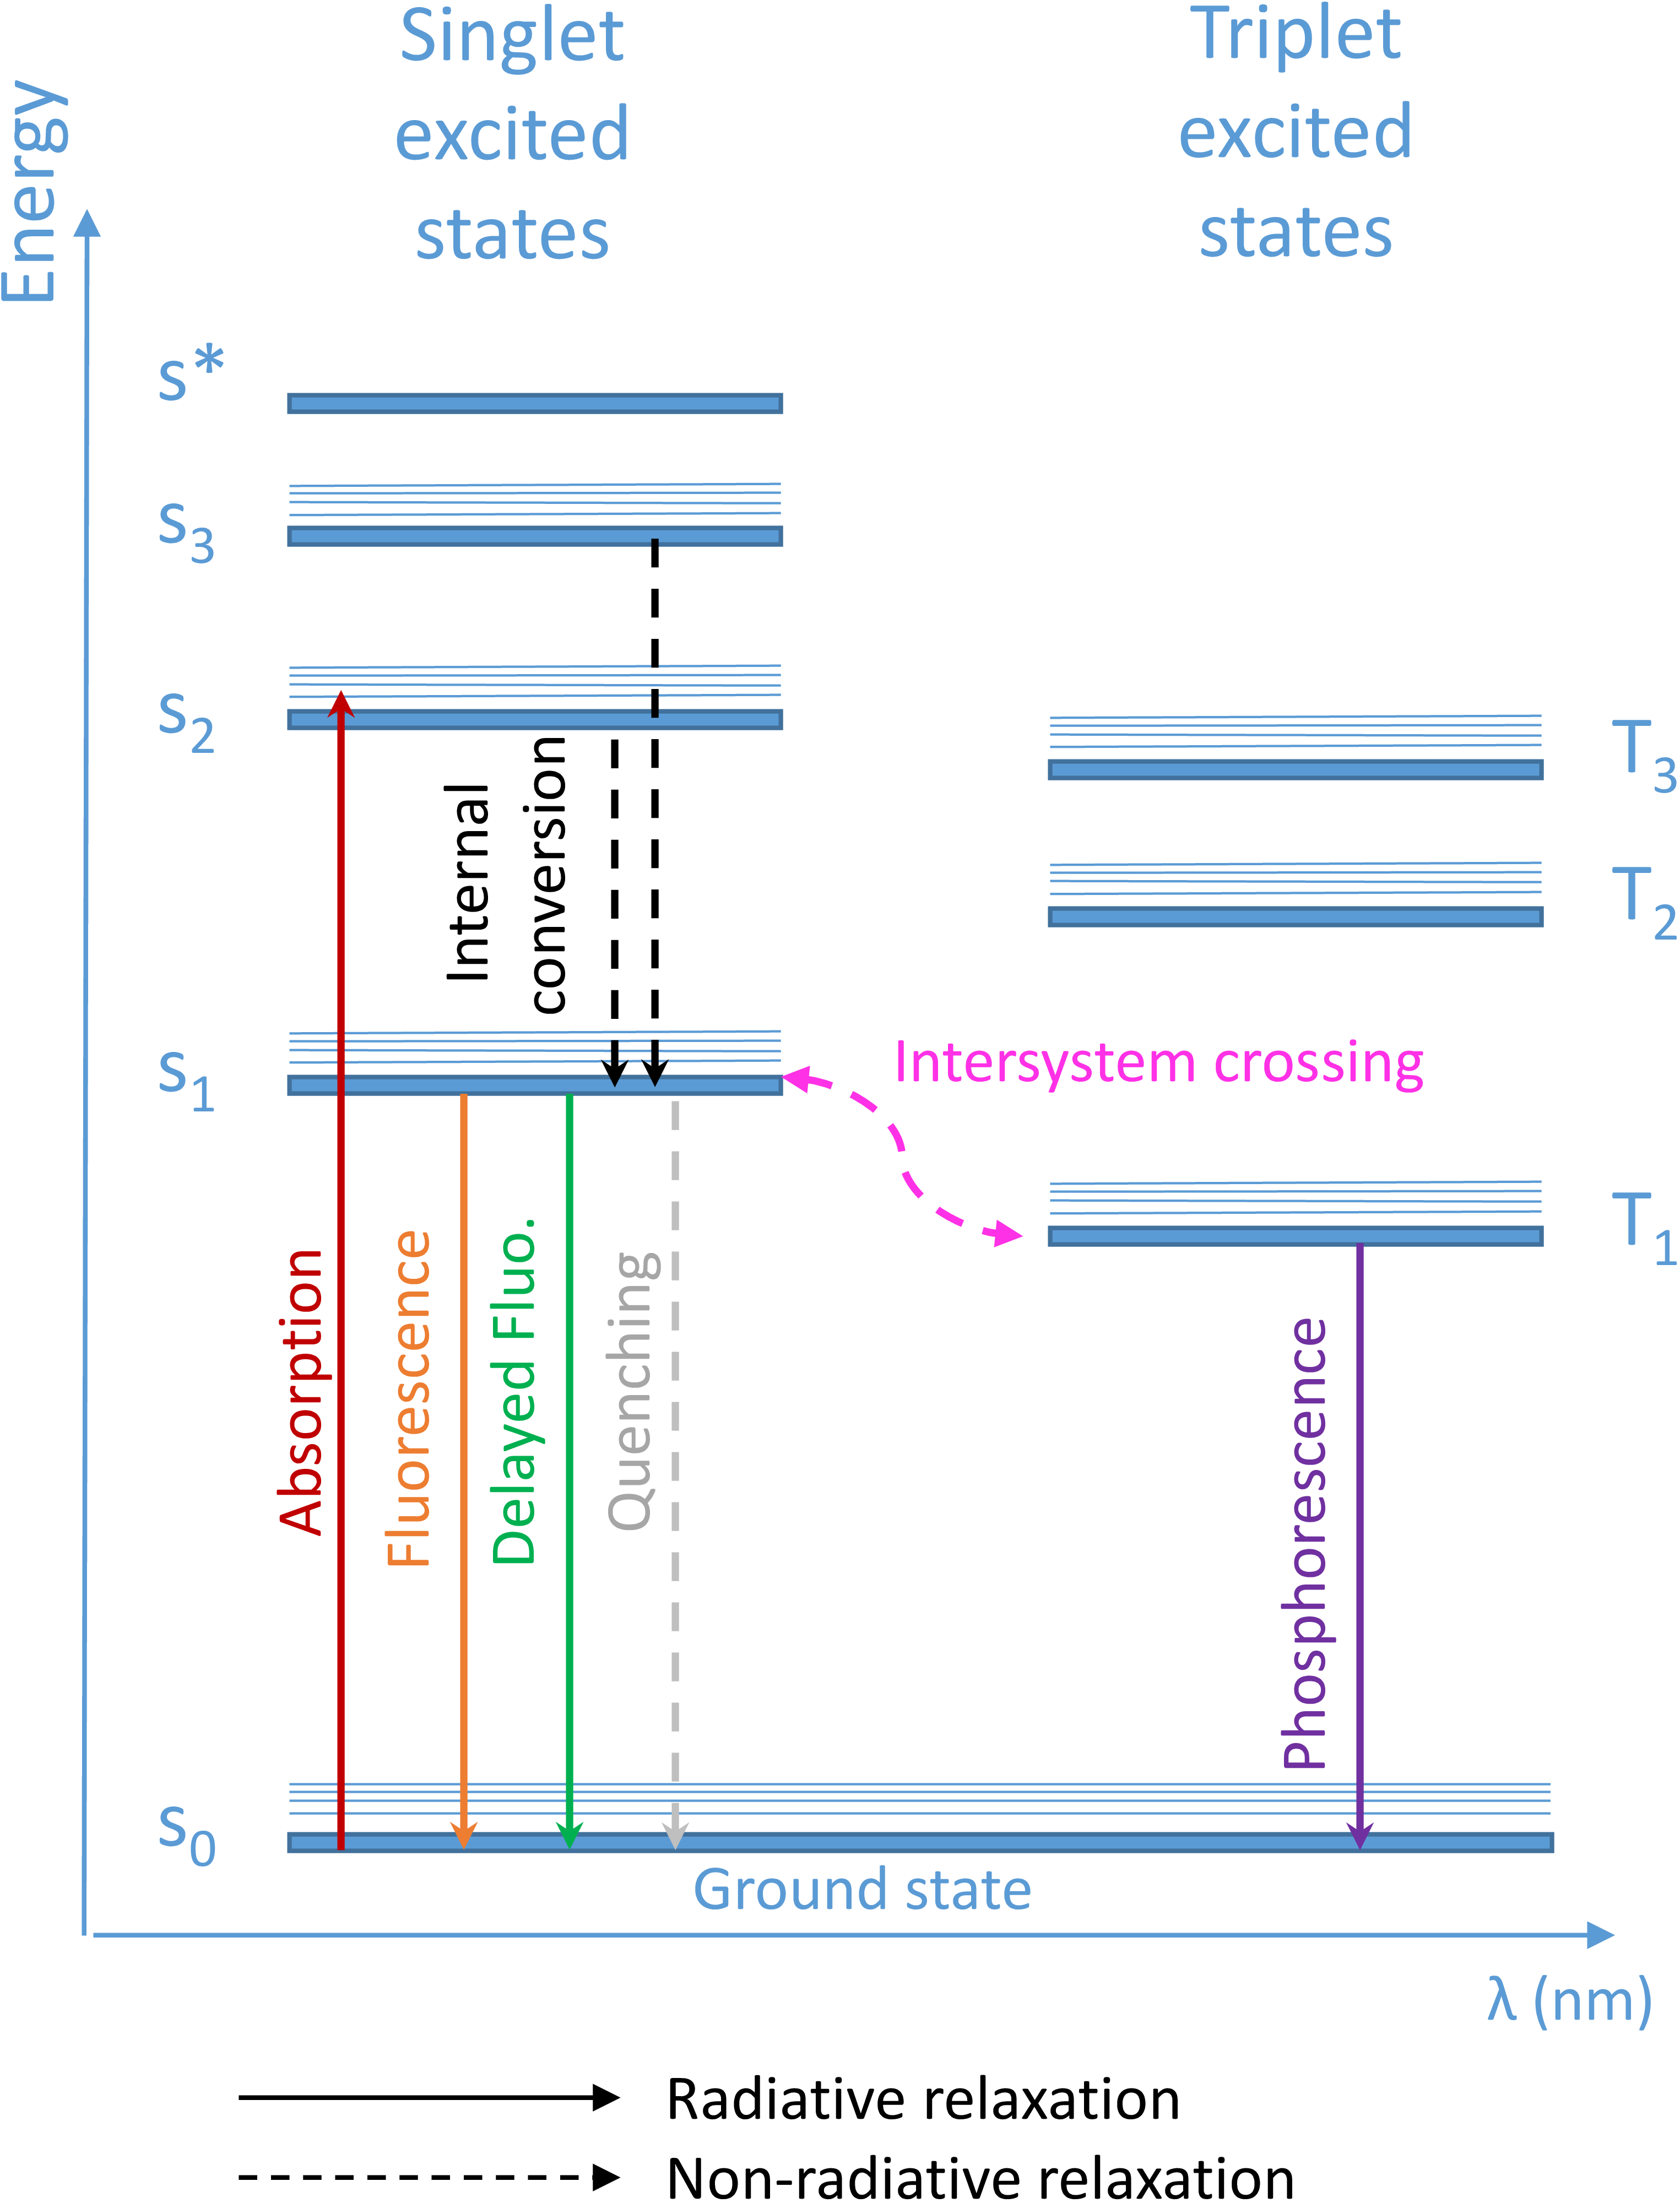 Singlet
excited
states
Triplet
excited
states
Energy
s*
s3
s2
s1
s0
T3
T2
T1
Internal
conversion
Intersystem crossing
Absorption
Fluorescence
Delayed Fluo.
Quenching
Phosphorescence
Ground state
λ (nm)
Radiative relaxation
Non-radiative relaxation